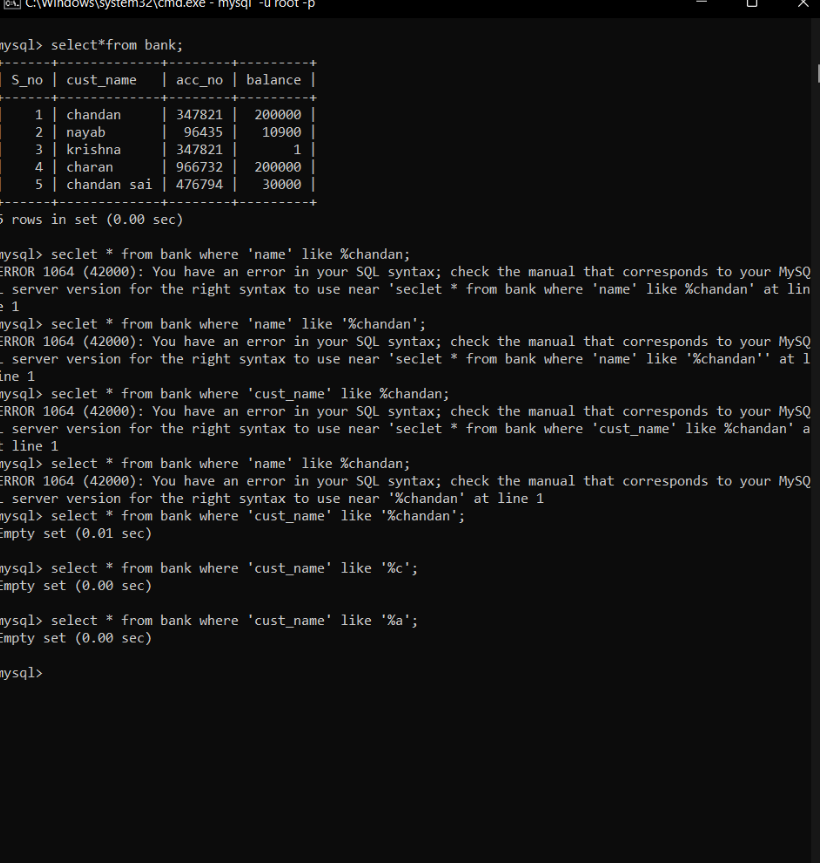 C:\Windows\system32\cmd.exe - mysql -u root -p
mysql> select*from bank;
+------+-------------+--------+---------+
| S_no | cust_name   | acc_no | balance |
+------+-------------+--------+---------+
|    1 | chandan     | 347821 |  200000 |
|    2 | nayab       |  96435 |   10900 |
|    3 | krishna     | 347821 |       1 |
|    4 | charan      | 966732 |  200000 |
|    5 | chandan sai | 476794 |   30000 |
+------+-------------+--------+---------+
5 rows in set (0.00 sec)
mysql> seclet * from bank where 'name' like %chandan;
ERROR 1064 (42000): You have an error in your SQL syntax; check the manual that corresponds to your MySQ
L server version for the right syntax to use near 'seclet * from bank where 'name' like %chandan' at lin
e 1
mysql> seclet * from bank where 'name' like '%chandan';
ERROR 1064 (42000): You have an error in your SQL syntax; check the manual that corresponds to your MySQ
L server version for the right syntax to use near 'seclet * from bank where 'name' like '%chandan'' at l
ine 1
mysql> seclet * from bank where 'cust_name' like %chandan;
ERROR 1064 (42000): You have an error in your SQL syntax; check the manual that corresponds to your MySQ
L server version for the right syntax to use near 'seclet * from bank where 'cust_name' like %chandan' a
t line 1
mysql> select * from bank where 'name' like %chandan;
ERROR 1064 (42000): You have an error in your SQL syntax; check the manual that corresponds to your MySQ
L server version for the right syntax to use near '%chandan' at line 1
mysql> select * from bank where 'cust_name' like '%chandan';
Empty set (0.01 sec)
mysql> select * from bank where 'cust_name' like '%c';
Empty set (0.00 sec)
mysql> select * from bank where 'cust_name' like '%a';
Empty set (0.00 sec)
mysql>